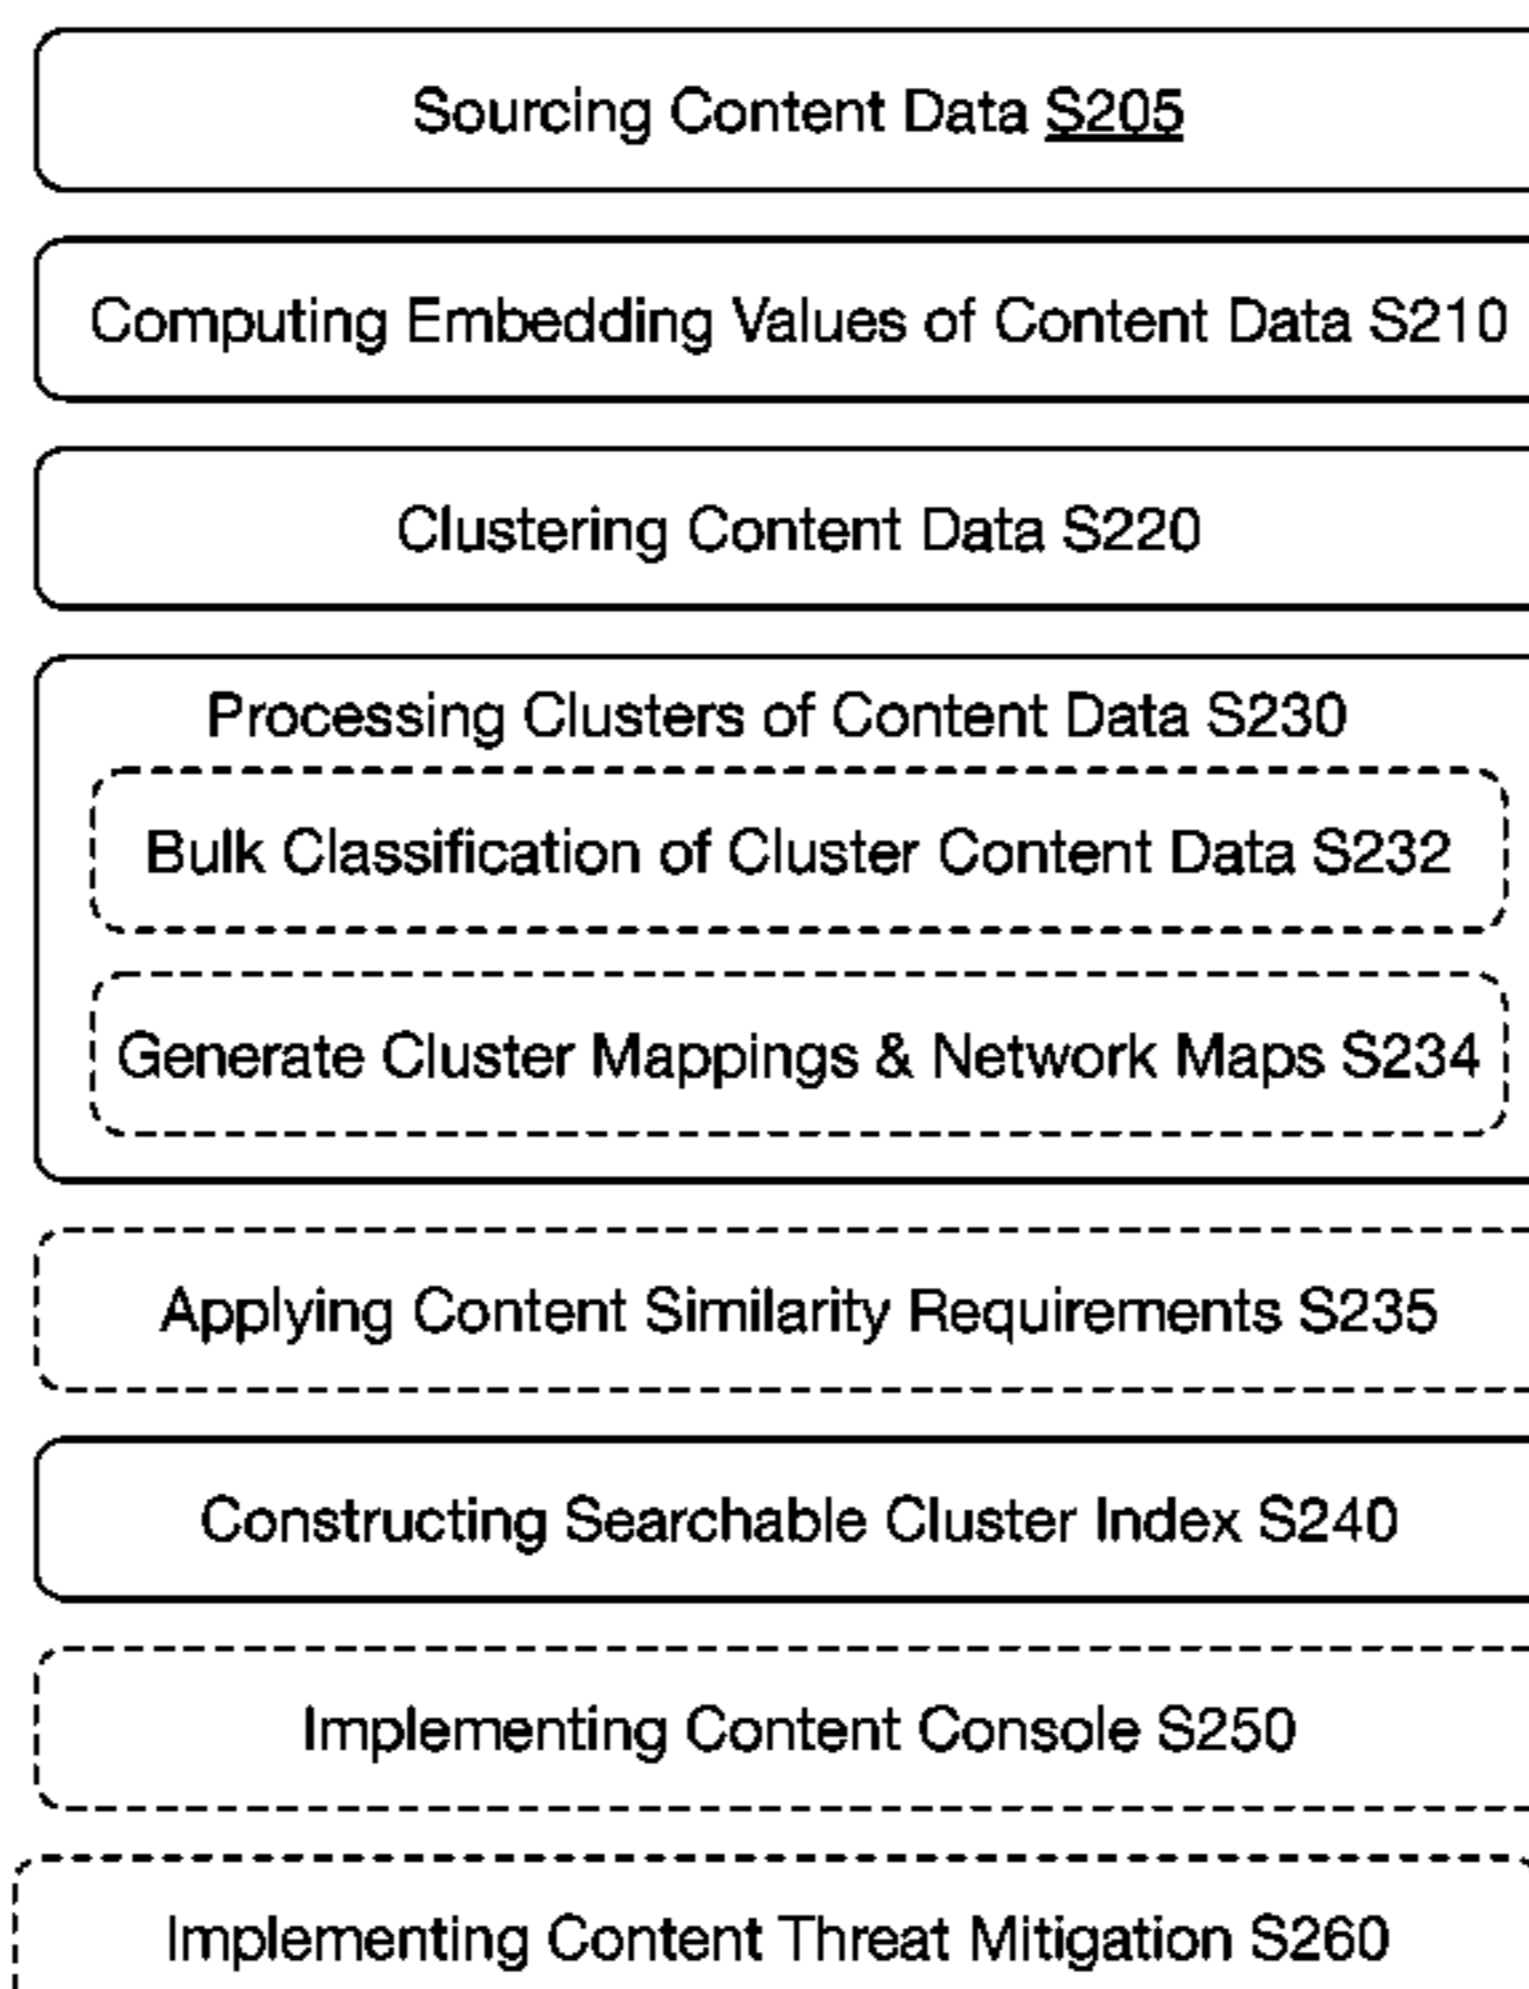 Sourcing Content Data S205
Computing Embedding Values of Content Data S210
Clustering Content Data S220
Processing Clusters of Content Data S230
Bulk Classification of Cluster Content Data S232
Generate Cluster Mappings & Network Maps S234
Applying Content Similarity Requirements S235
Constructing Searchable Cluster Index S240
Implementing Content Console S250
Implementing Content Threat Mitigation S260